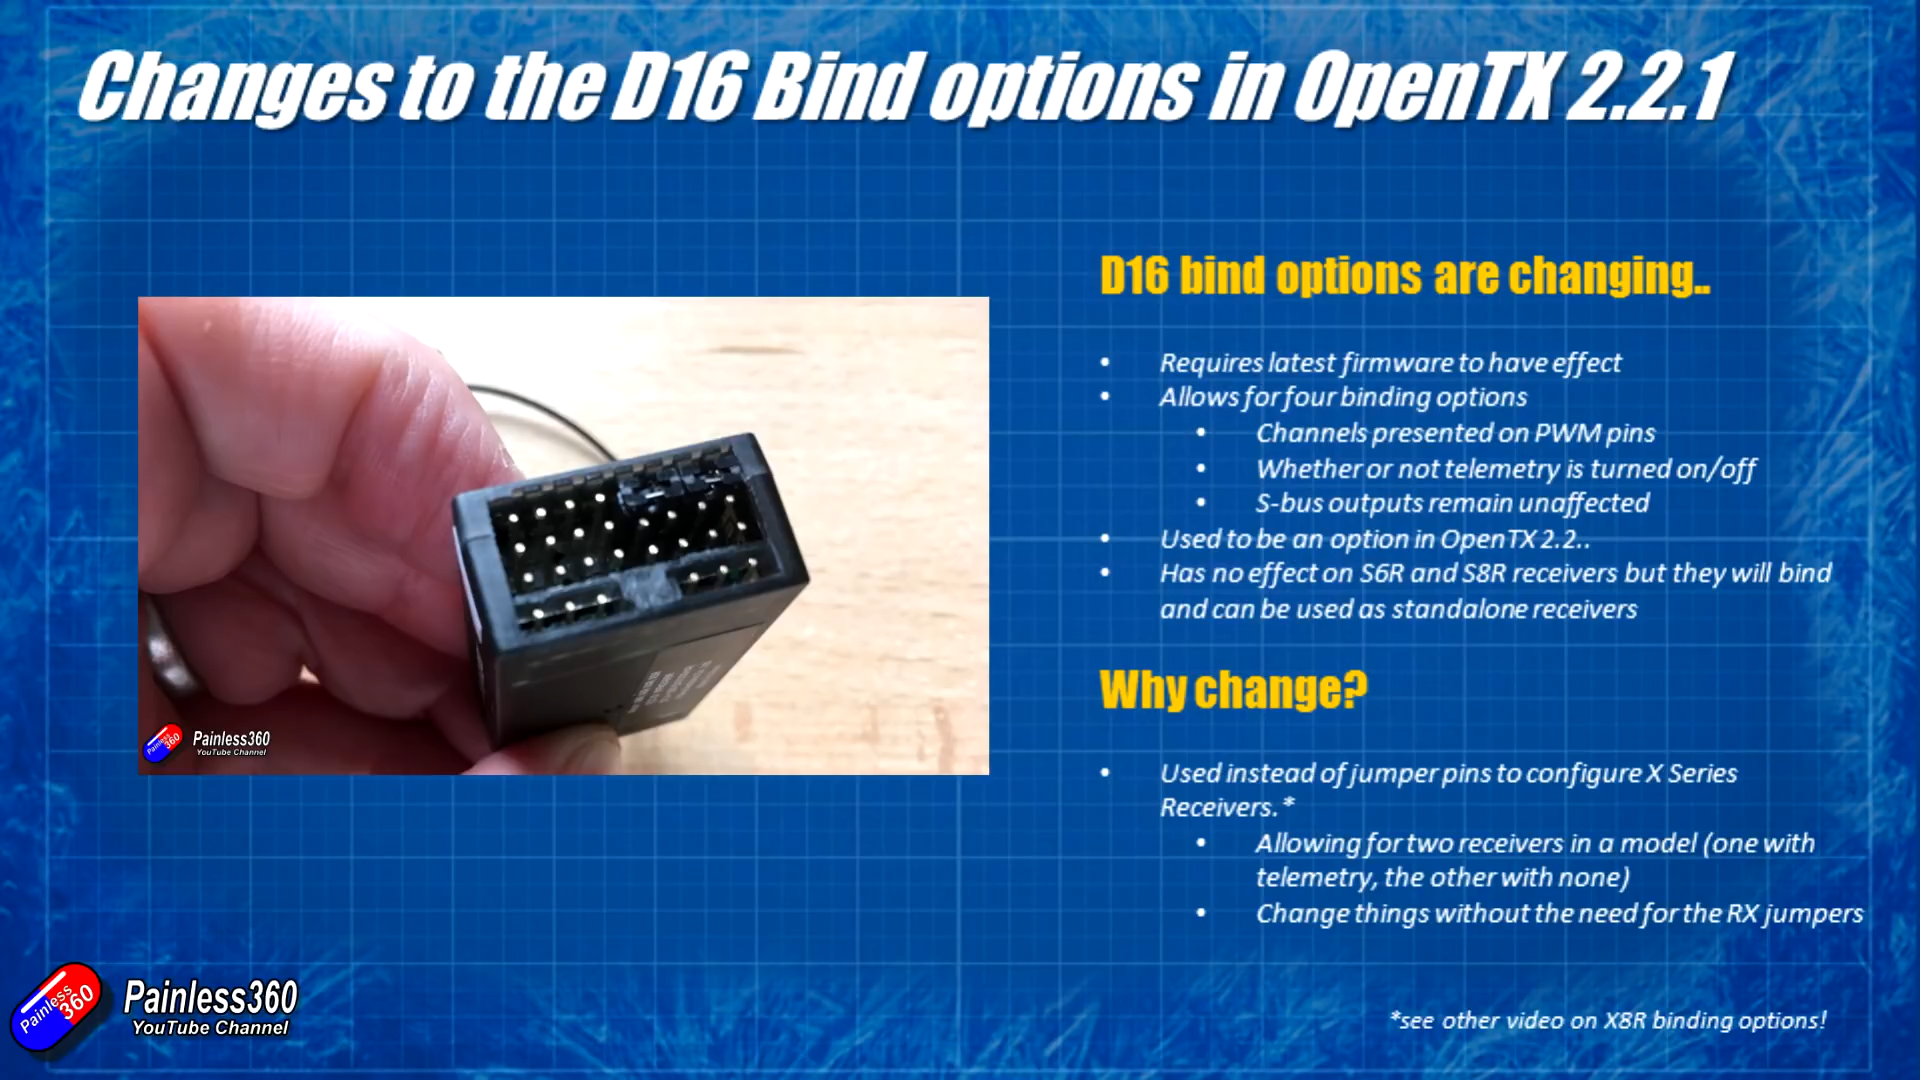 Changes to the D16 Bind options in OpenTX 2.2.1
D16 bind options are changing..
• Requires latest firmware to have effect
• Allows for four binding options
• Channels presented on PWM pins
• Whether or not telemetry is turned on/off
• S-bus outputs remain unaffected
• Used to be an option in OpenTX 2.2..
• Has no effect on S6R and S8R receivers but they will bind
and can be used as standalone receivers
Why change?
• Used instead of jumper pins to configure X Series
Receivers.*
• Allowing for two receivers in a model (one with
telemetry, the other with none)
• Change things without the need for the RX jumpers
*see other video on X8R binding options!
Painless
360
Painless360
YouTube Channel
Painless
360
Painless360
YouTube Channel